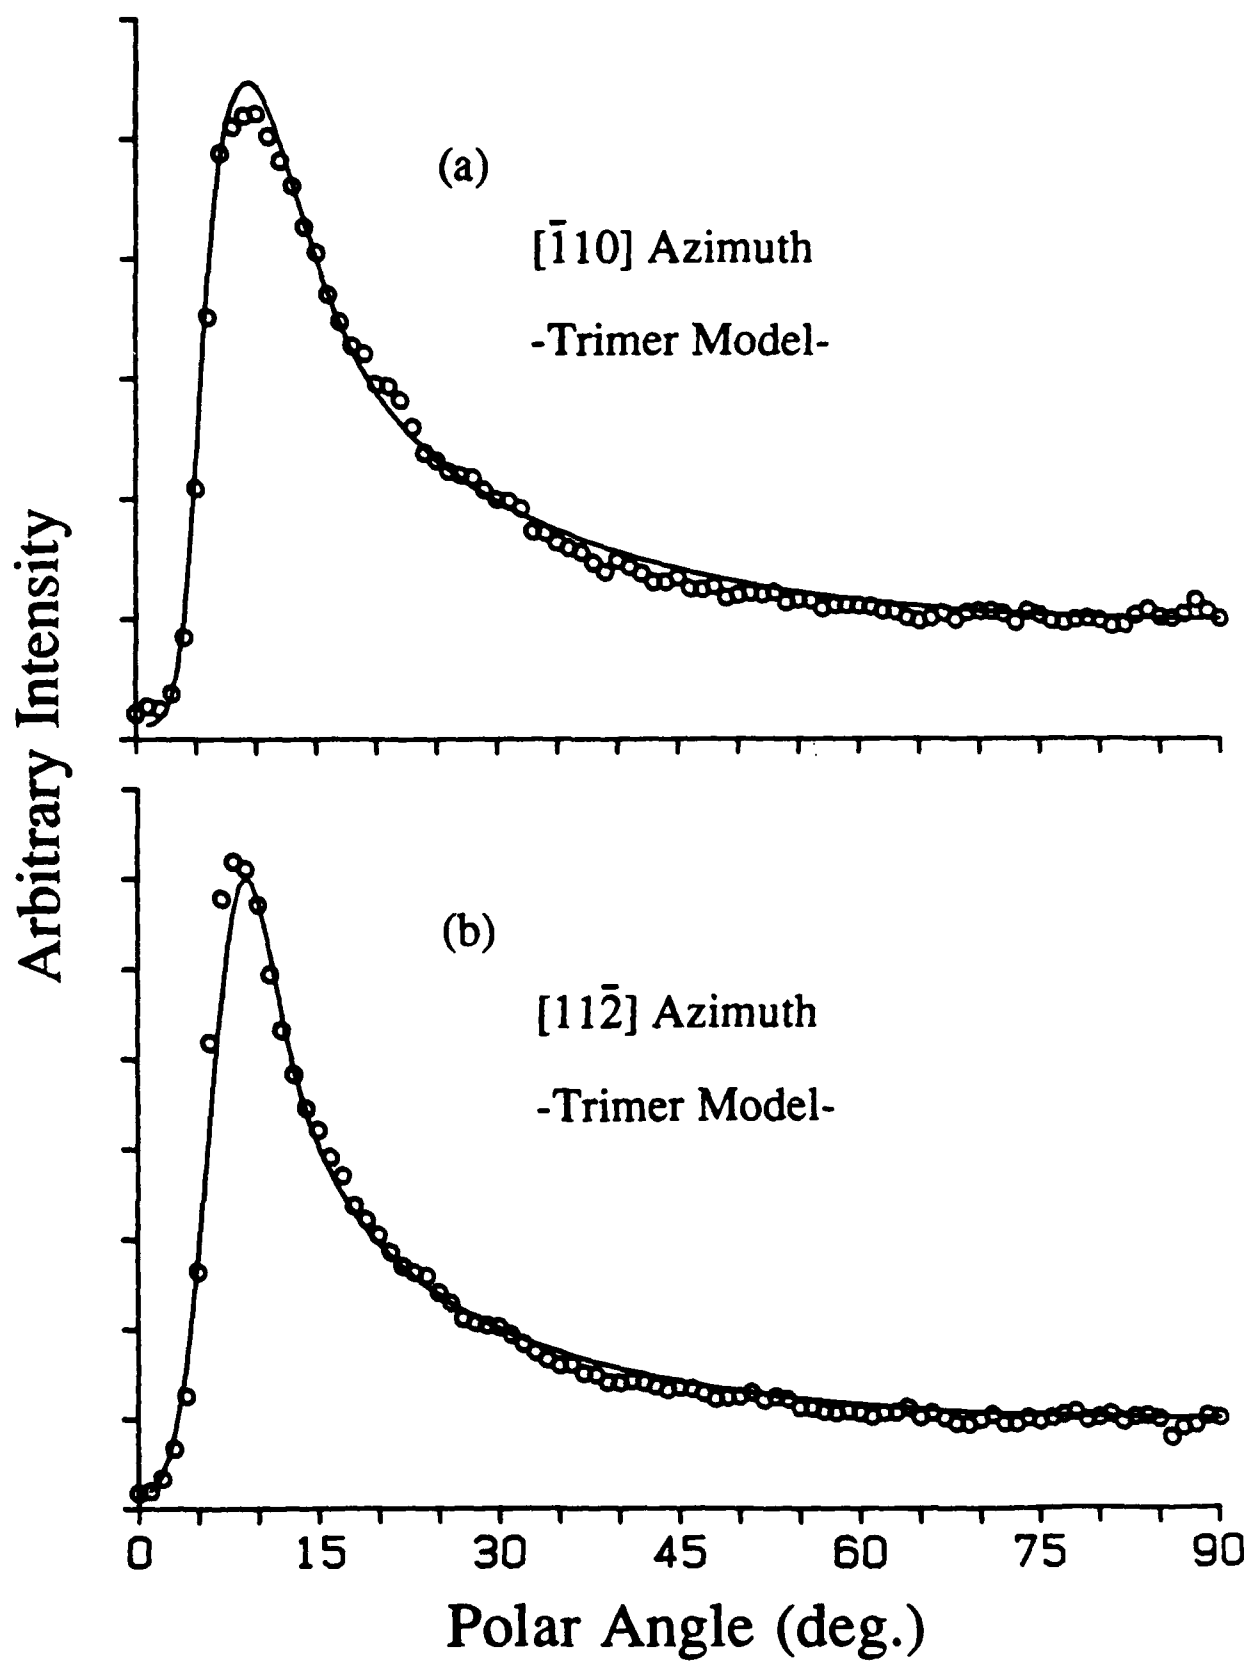 (a)
[1̄10] Azimuth
-Trimer Model-
Arbitrary Intensity
(b)
[112̄] Azimuth
-Trimer Model-
0 15 30 45 60 75 90
Polar Angle (deg.)